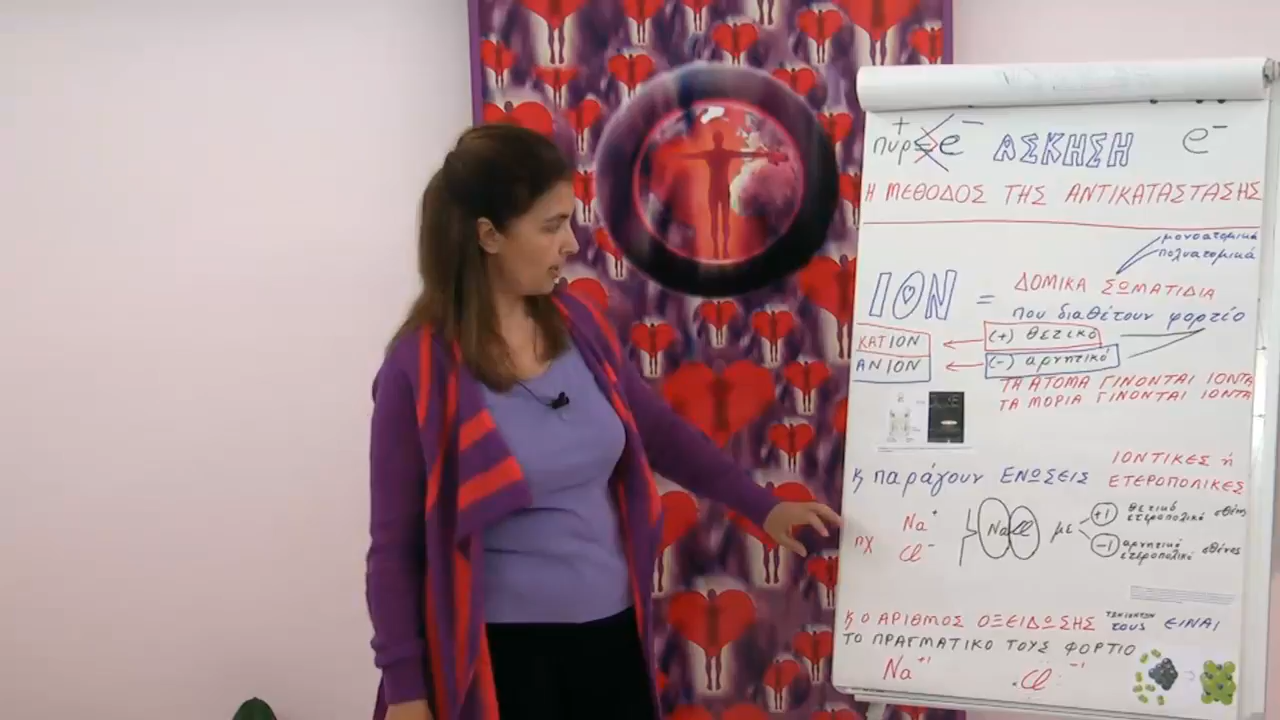 + -
πυρ e ΑΣΚΗΣΗ e⁻
Η ΜΕΘΟΔΟΣ ΤΗΣ ΑΝΤΙΚΑΤΑΣΤΑΣΗΣ
μονοατομικά
πολυατομικά
ΙΟΝ = ΔΟΜΙΚΑ ΣΩΜΑΤΙΔΙΑ
που διαθέτουν φορτίο
ΚΑΤΙΟΝ ← (+) θετικό
ΑΝΙΟΝ ← (-) αρνητικό
ΤΑ ΑΤΟΜΑ ΓΙΝΟΝΤΑΙ ΙΟΝΤΑ
ΤΑ ΜΟΡΙΑ ΓΙΝΟΝΤΑΙ ΙΟΝΤΑ
ΙΟΝΤΙΚΕΣ ή
κ παράγουν ΕΝΩΣΕΙΣ ΕΤΕΡΟΠΟΛΙΚΕΣ
πχ Na⁺
Cl⁻
NaCl με
+1 θετικό ετεροπολικό σθένος
-1 αρνητικό ετεροπολικό σθένος
κ Ο ΑΡΙΘΜΟΣ ΟΞΕΙΔΩΣΗΣ τους ΕΙΝΑΙ
ΤΟ ΠΡΑΓΜΑΤΙΚΟ ΤΟΥΣ ΦΟΡΤΙΟ
Na⁺¹ Cl⁻¹